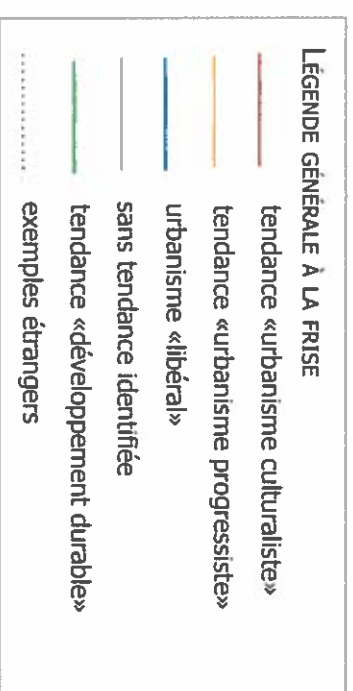 LÉGENDE GÉNÉRALE À LA FRISE
tendance «urbanisme culturaliste»
tendance «urbanisme progressiste»
urbanisme «libéral»
sans tendance identifiée
tendance «développement durable»
exemples étrangers